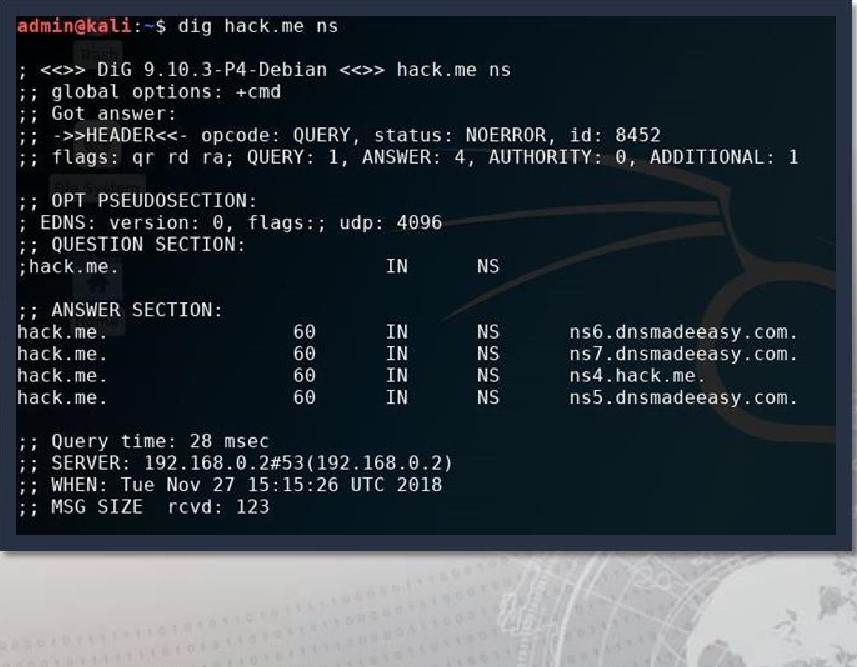 admin@kali:~$ dig hack.me ns
; <<>> DiG 9.10.3-P4-Debian <<>> hack.me ns
;; global options: +cmd
;; Got answer:
;; ->>HEADER<<- opcode: QUERY, status: NOERROR, id: 8452
;; flags: qr rd ra; QUERY: 1, ANSWER: 4, AUTHORITY: 0, ADDITIONAL: 1
;; OPT PSEUDOSECTION:
; EDNS: version: 0, flags:; udp: 4096
;; QUESTION SECTION:
;hack.me. IN NS
;; ANSWER SECTION:
hack.me. 60 IN NS ns6.dnsmadeeasy.com.
hack.me. 60 IN NS ns7.dnsmadeeasy.com.
hack.me. 60 IN NS ns4.hack.me.
hack.me. 60 IN NS ns5.dnsmadeeasy.com.
;; Query time: 28 msec
;; SERVER: 192.168.0.2#53(192.168.0.2)
;; WHEN: Tue Nov 27 15:15:26 UTC 2018
;; MSG SIZE rcvd: 123